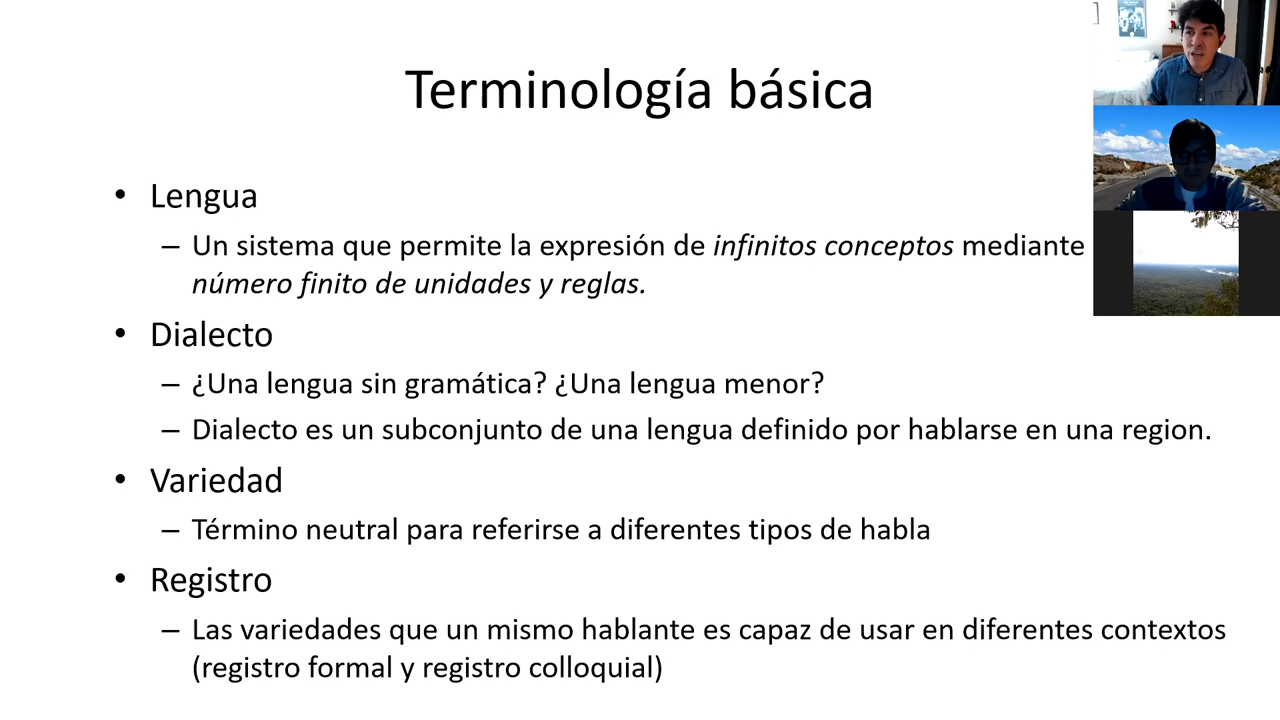 Terminología básica
• Lengua
– Un sistema que permite la expresión de infinitos conceptos mediante
número finito de unidades y reglas.
• Dialecto
– ¿Una lengua sin gramática? ¿Una lengua menor?
– Dialecto es un subconjunto de una lengua definido por hablarse en una region.
• Variedad
– Término neutral para referirse a diferentes tipos de habla
• Registro
– Las variedades que un mismo hablante es capaz de usar en diferentes contextos
(registro formal y registro colloquial)